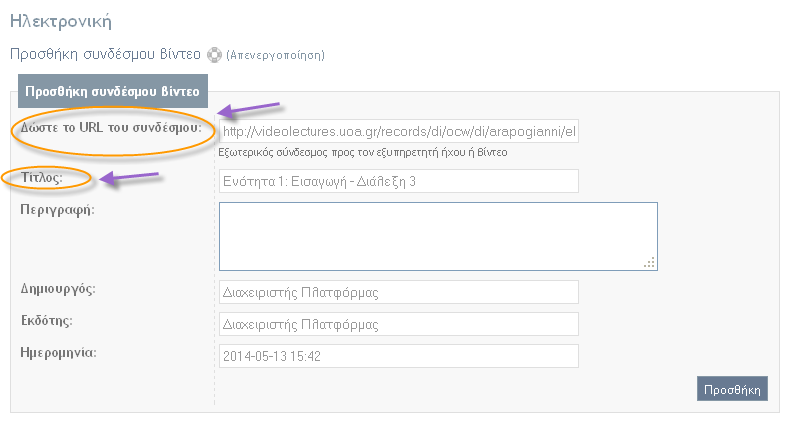 Ηλεκτρονική
Προσθήκη συνδέσμου βίντεο (Απενεργοποίηση)
Προσθήκη συνδέσμου βίντεο
Δώστε το URL του συνδέσμου: http://videolectures.uoa.gr/records/di/ocw/di/arapogianni/el
Εξωτερικός σύνδεσμος προς τον εξυπηρετητή ήχου ή βίντεο
Τίτλος: Ενότητα 1: Εισαγωγή - Διάλεξη 3
Περιγραφή:
Δημιουργός: Διαχειριστής Πλατφόρμας
Εκδότης: Διαχειριστής Πλατφόρμας
Ημερομηνία: 2014-05-13 15:42
Προσθήκη